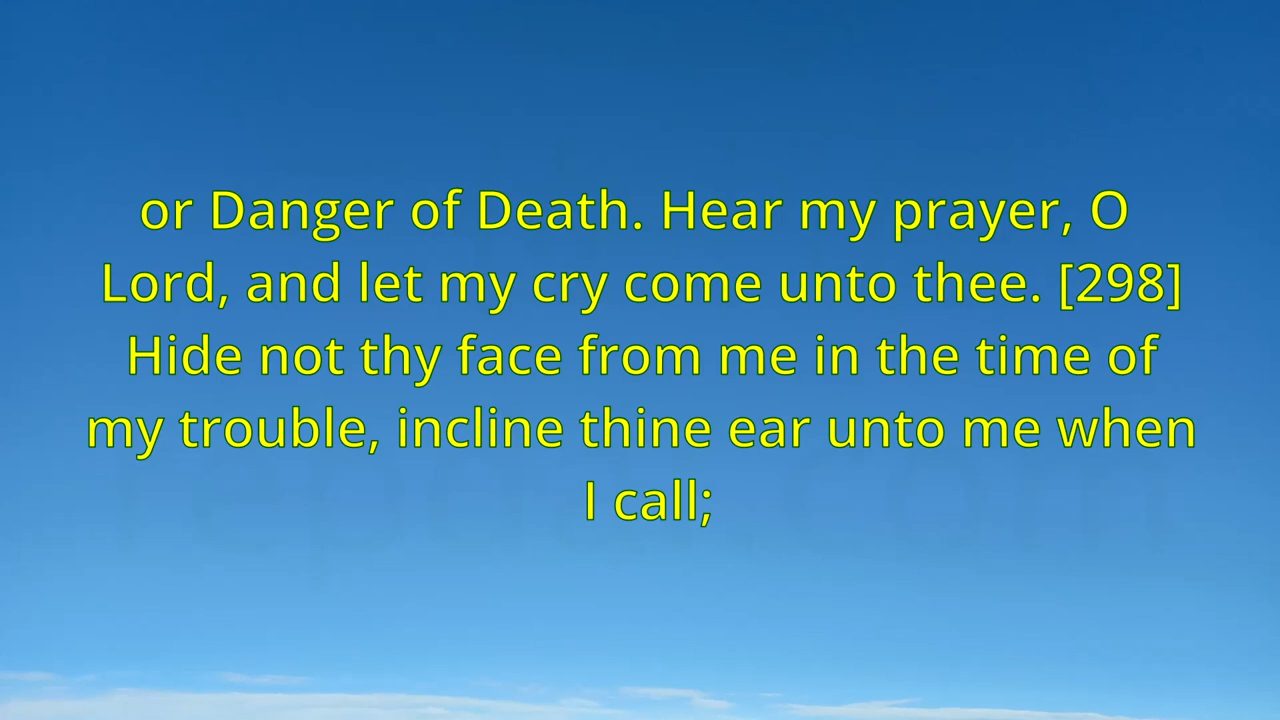 or Danger of Death. Hear my prayer, O
Lord, and let my cry come unto thee. [298]
Hide not thy face from me in the time of
my trouble, incline thine ear unto me when
I call;